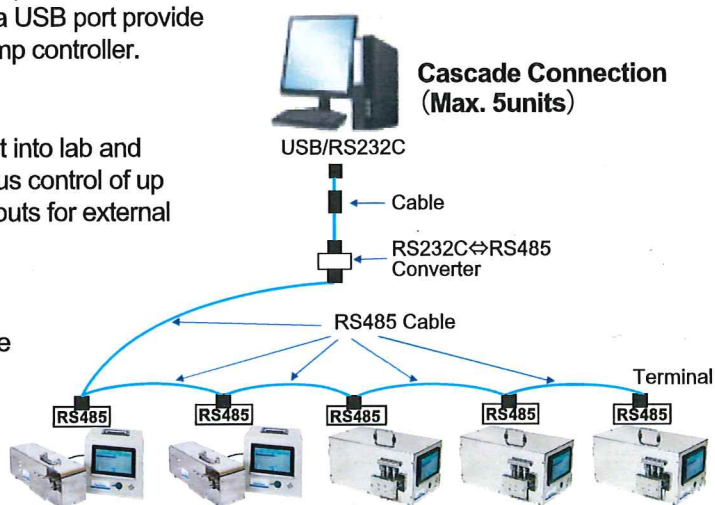 a USB port provide
mp controller.
Cascade Connection
（Max. 5units）
t into lab and
us control of up
outs for external
USB/RS232C
Cable
RS232C⇔RS485
Converter
RS485 Cable
e
Terminal
RS485
RS485
RS485
RS485
RS485